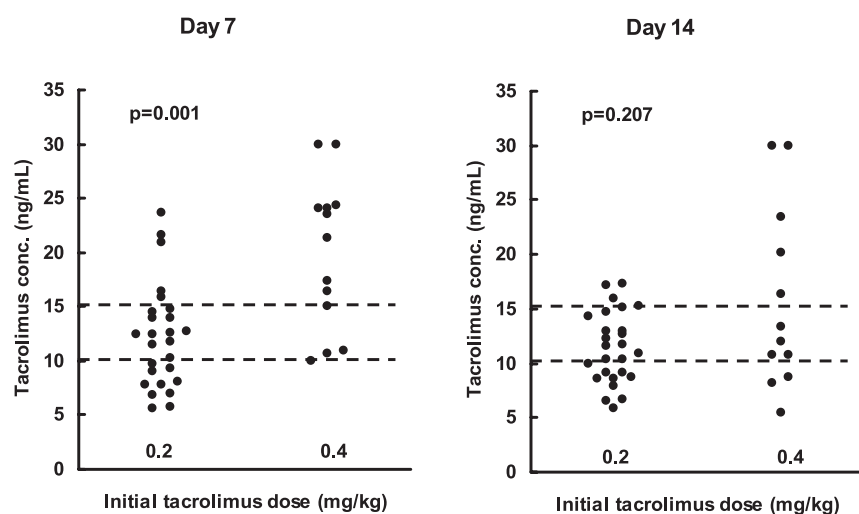 Day 7
Tacrolimus conc. (ng/mL)
35
30
25
20
15
10
5
0
p=0.001
0.2
0.4
Initial tacrolimus dose (mg/kg)
Day 14
Tacrolimus conc. (ng/mL)
35
30
25
20
15
10
5
0
p=0.207
0.2
0.4
Initial tacrolimus dose (mg/kg)